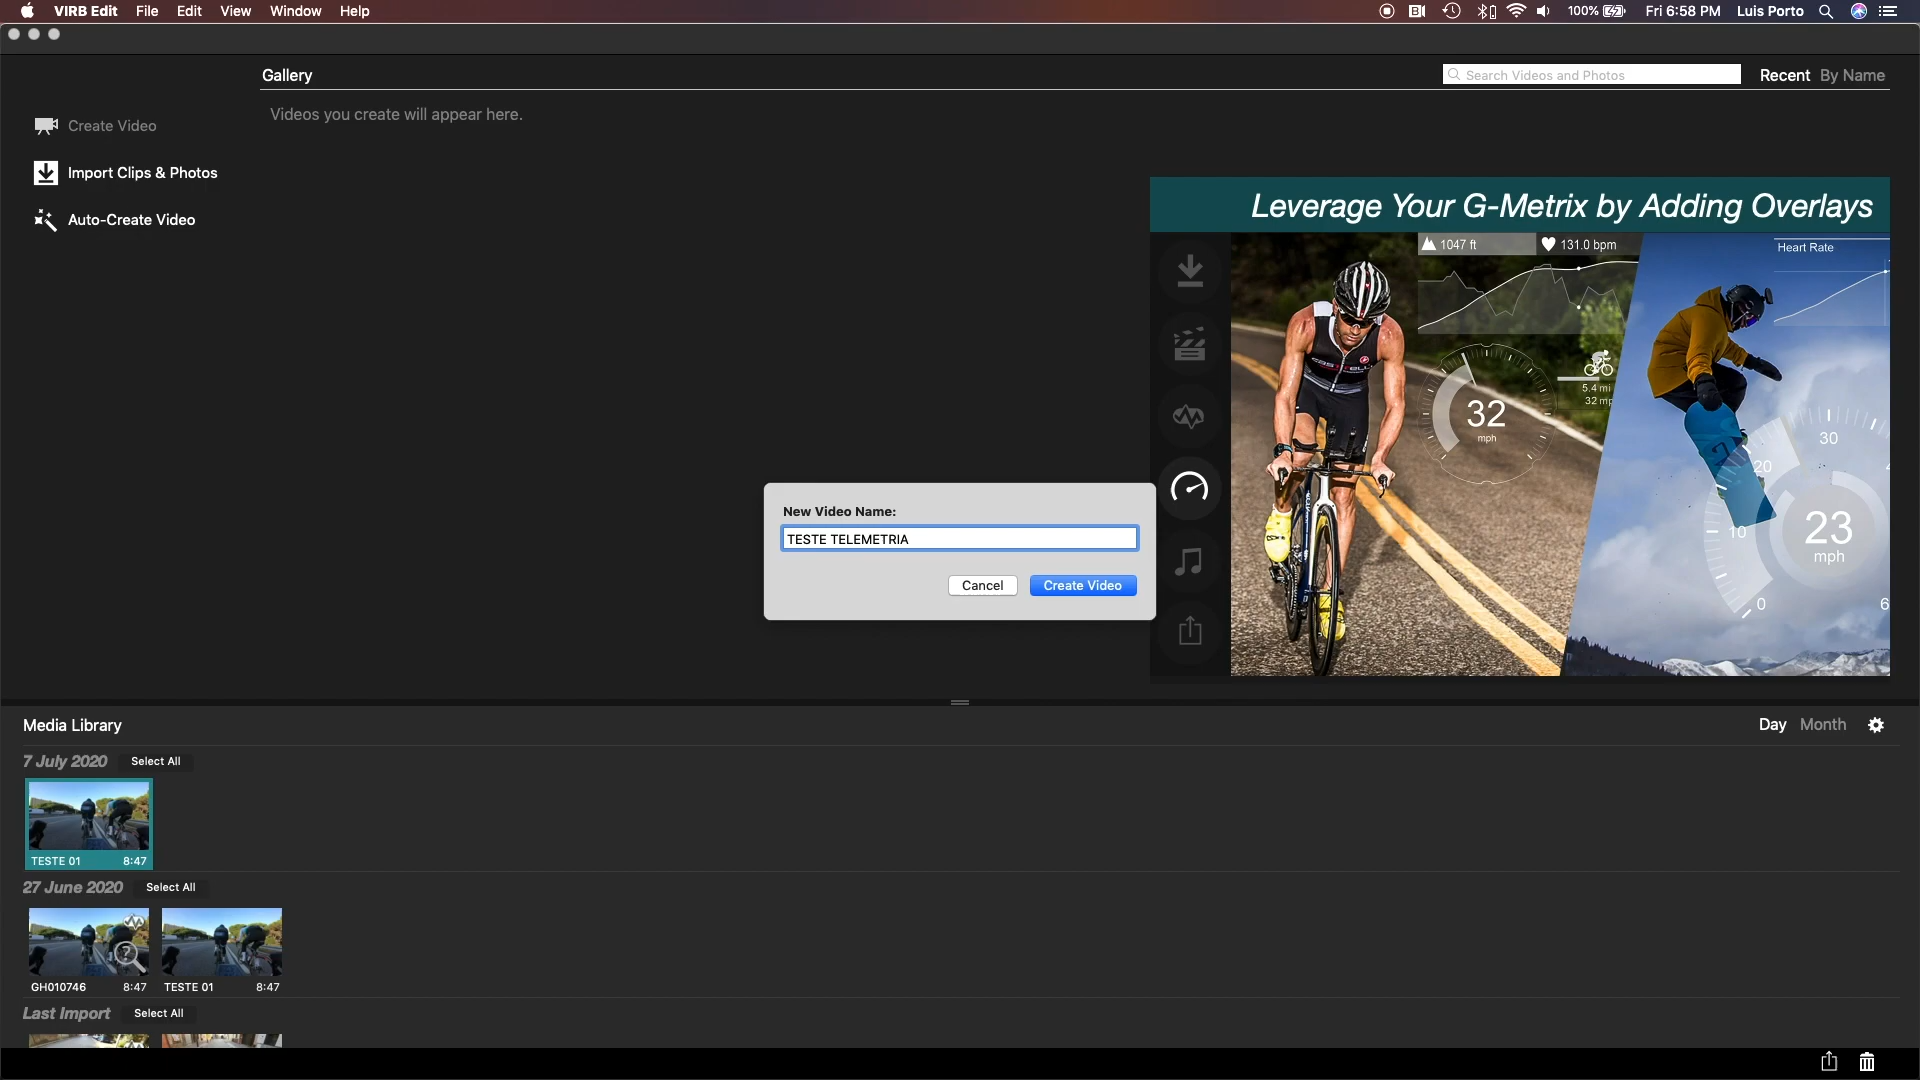 VIRB Edit File Edit View Window Help
100% Fri 6:58 PM Luis Porto
Gallery
Search Videos and Photos
Recent By Name
Videos you create will appear here.
Create Video
Import Clips & Photos
Auto-Create Video
Leverage Your G-Metrix by Adding Overlays
1047 ft 131.0 bpm
Heart Rate
5.4 mi
32
mph
30
20
10
0
23
mph
New Video Name:
TESTE TELEMETRIA
Cancel Create Video
Media Library
Day Month
7 July 2020 Select All
TESTE 01 8:47
27 June 2020 Select All
GH010746 8:47 TESTE 01 8:47
Last Import Select All